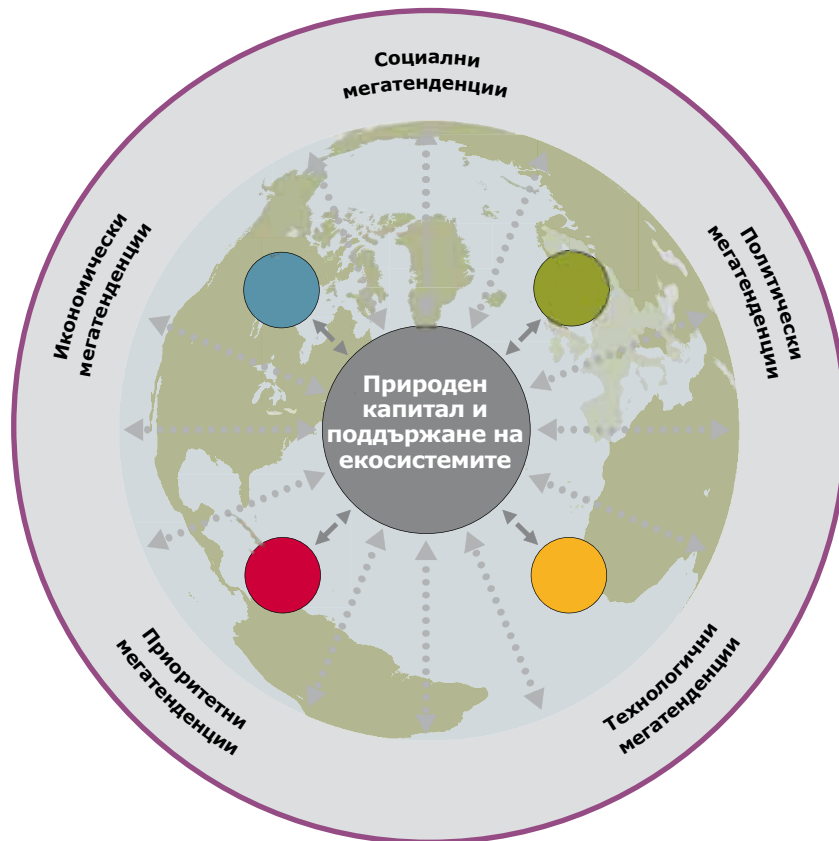 Социални
мегатенденции
Икономически
мегатенденции
Политически
мегатенденции
Природен
капитал и
поддържане на
екосистемите
Приоритетни
мегатенденции
Технологични
мегатенденции